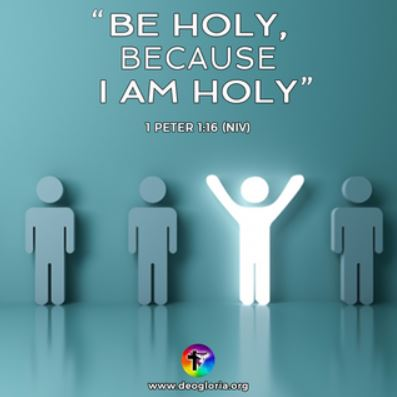 “BE HOLY,
BECAUSE
I AM HOLY”
1 PETER 1:16 (NIV)
www.deogloria.org